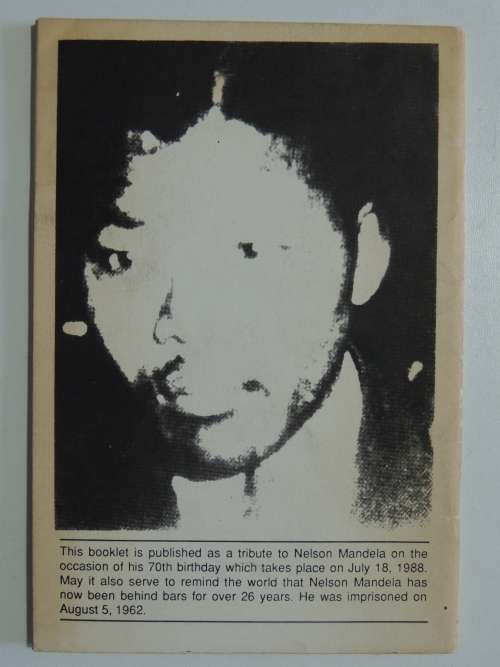 This booklet is published as a tribute to Nelson Mandela on the
occasion of his 70th birthday which takes place on July 18, 1988.
May it also serve to remind the world that Nelson Mandela has
now been behind bars for over 26 years. He was imprisoned on
August 5, 1962.